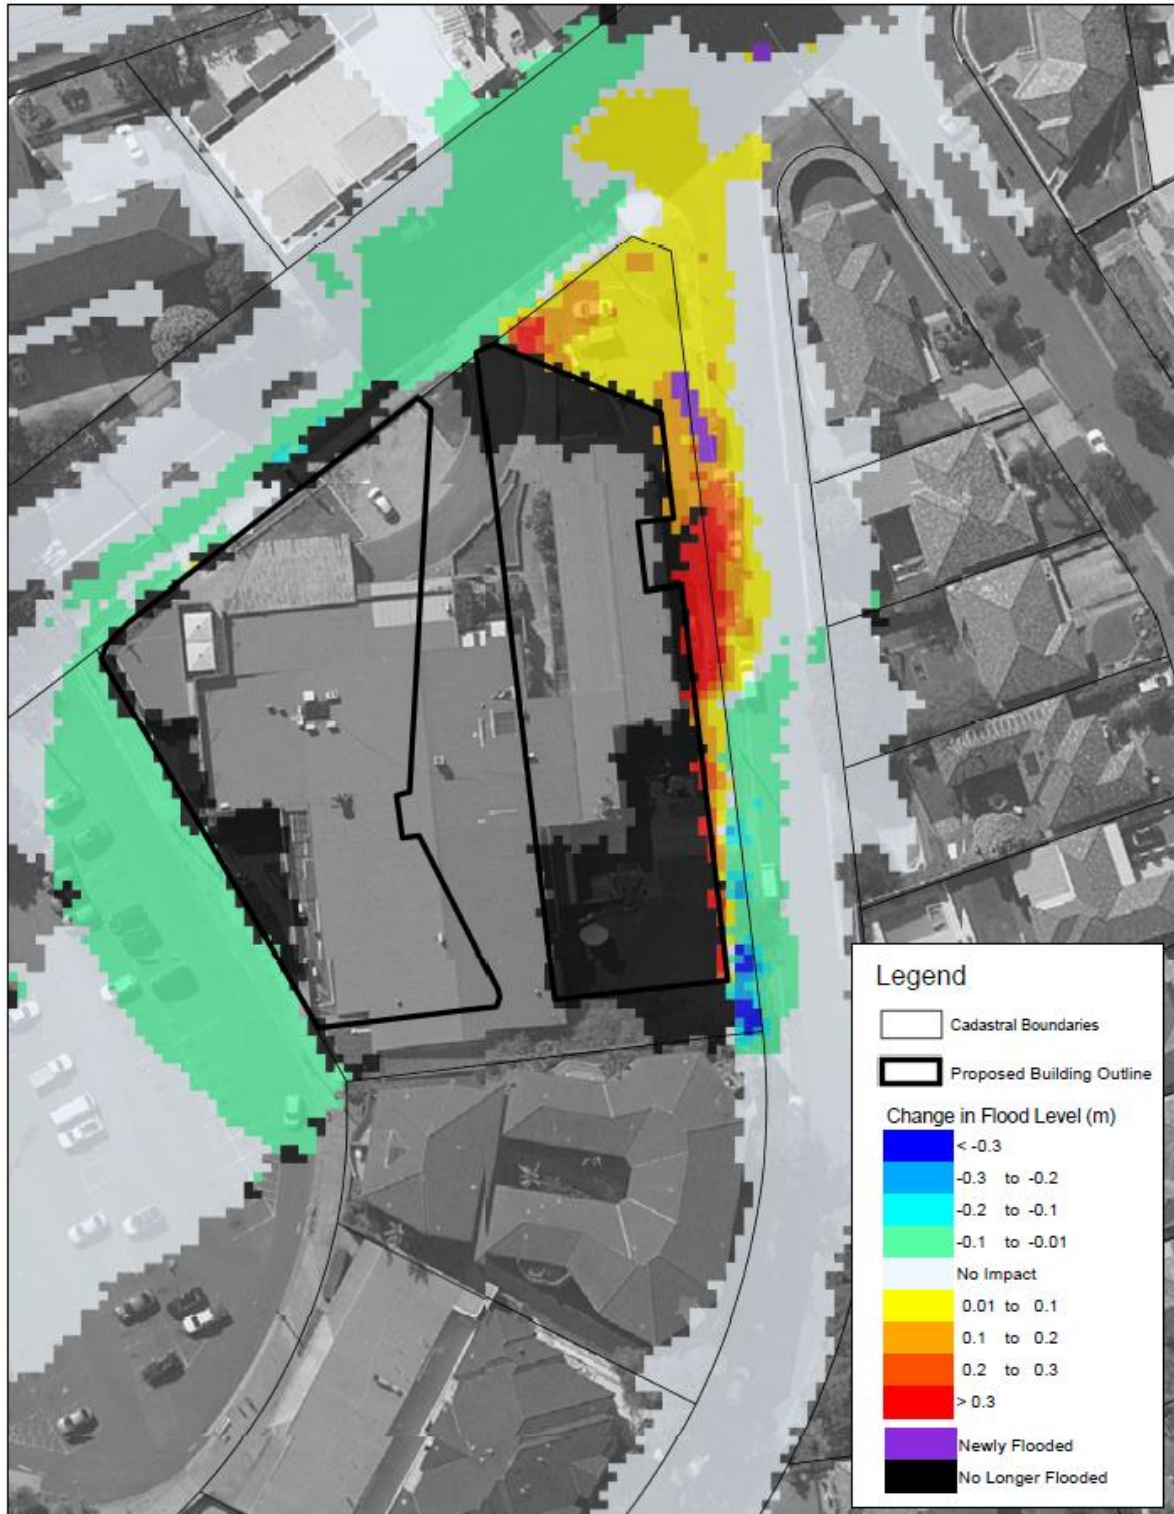 Legend
Cadastral Boundaries
Proposed Building Outline
Change in Flood Level (m)
< -0.3
-0.3 to -0.2
-0.2 to -0.1
-0.1 to -0.01
No Impact
0.01 to 0.1
0.1 to 0.2
0.2 to 0.3
> 0.3
Newly Flooded
No Longer Flooded